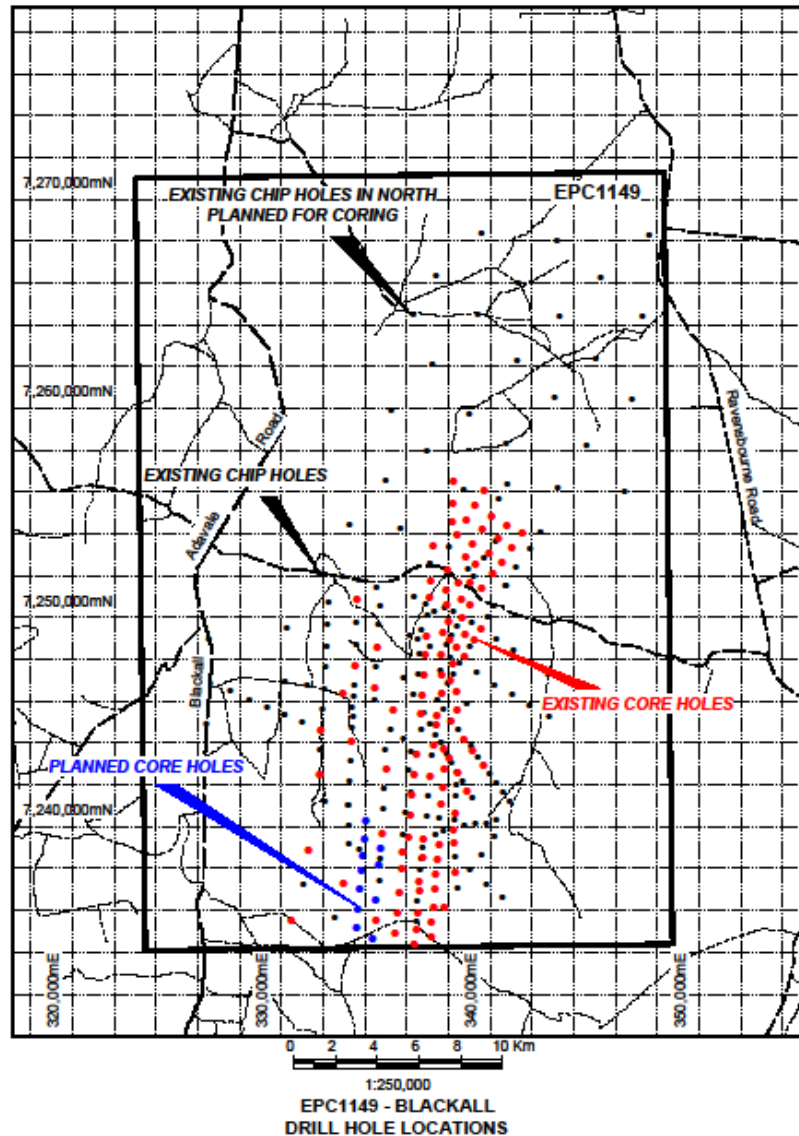 7,270,000mN
EXISTING CHIP HOLES IN NORTH
PLANNED FOR CORING
EPC1149
7,260,000mN
Road
Ravensbourne Road
EXISTING CHIP HOLES
Adavale
7,250,000mN
Blackall
EXISTING CORE HOLES
PLANNED CORE HOLES
7,240,000mN
320,000mE
330,000mE
340,000mE
350,000mE
0 2 4 6 8 10 Km
1:250,000
EPC1149 - BLACKALL
DRILL HOLE LOCATIONS